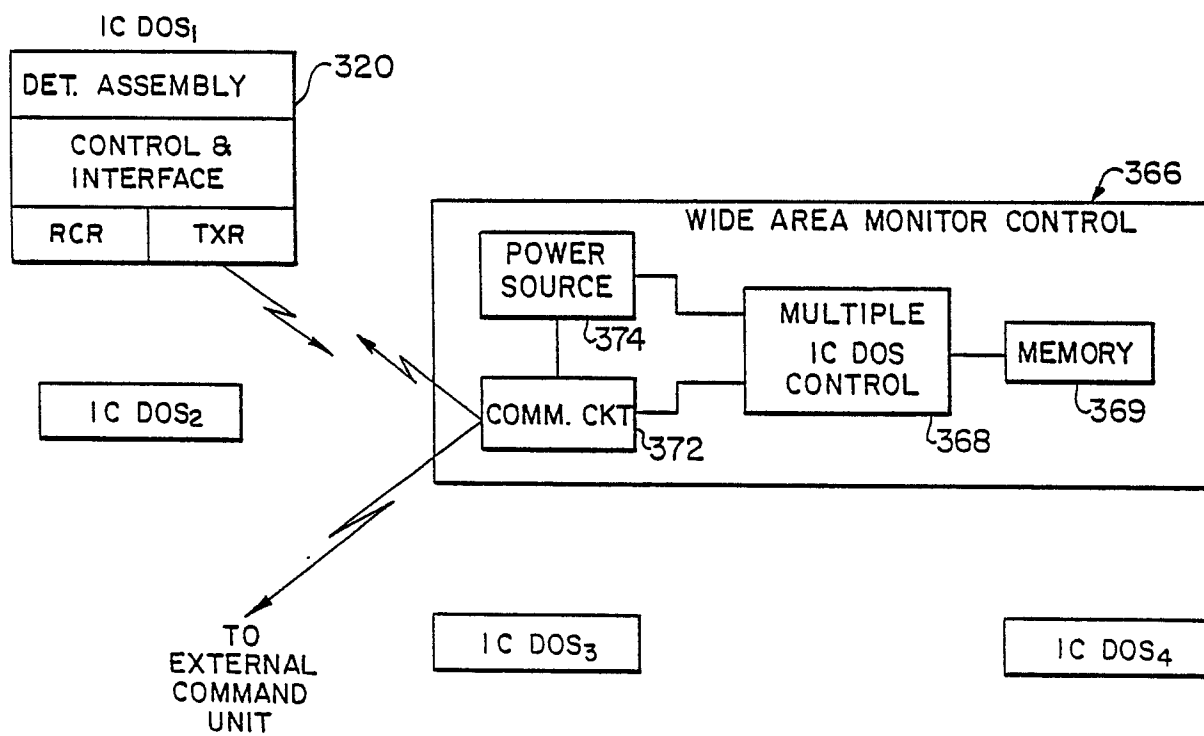 IC DOS₁
320
DET. ASSEMBLY
CONTROL &
INTERFACE
RCR
TXR
366
WIDE AREA MONITOR CONTROL
POWER
SOURCE
374
MULTIPLE
IC DOS
CONTROL
368
MEMORY
369
COMM. CKT
372
IC DOS₂
TO
EXTERNAL
COMMAND
UNIT
IC DOS₃
IC DOS₄